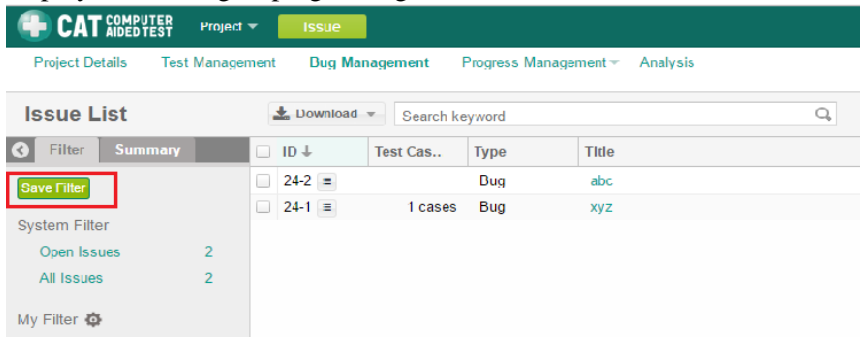 CAT COMPUTER AIDED TEST Project Issue
Project Details Test Management Bug Management Progress Management Analysis
Issue List Download Search keyword
Filter Summary ID Test Cas.. Type Title
Save Filter
24-2 Bug abc
24-1 1 cases Bug xyz
System Filter
Open Issues 2
All Issues 2
My Filter